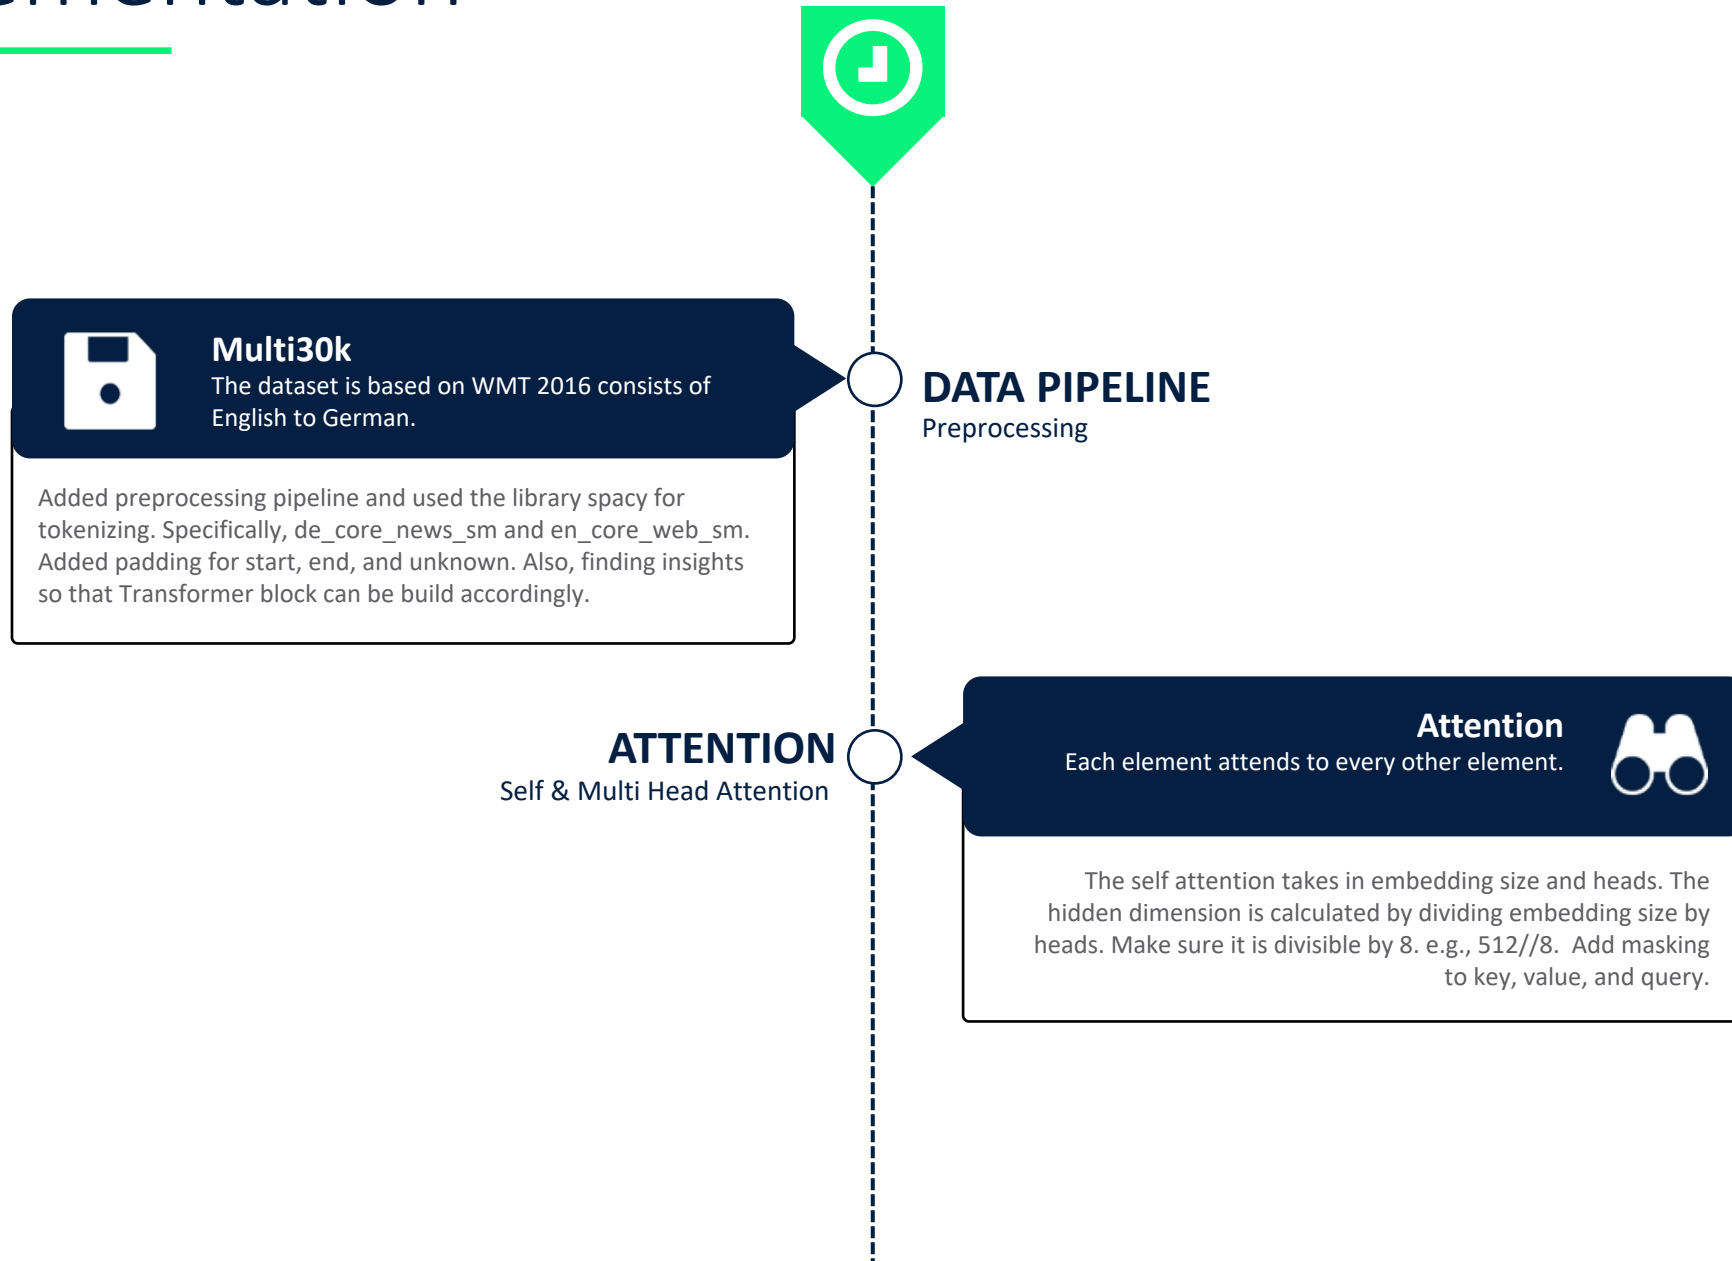 Multi30k
The dataset is based on WMT 2016 consists of
English to German.
DATA PIPELINE
Preprocessing
Added preprocessing pipeline and used the library spacy for
tokenizing. Specifically, de_core_news_sm and en_core_web_sm.
Added padding for start, end, and unknown. Also, finding insights
so that Transformer block can be build accordingly.
ATTENTION
Self & Multi Head Attention
Attention
Each element attends to every other element.
The self attention takes in embedding size and heads. The
hidden dimension is calculated by dividing embedding size by
heads. Make sure it is divisible by 8. e.g., 512//8.  Add masking
to key, value, and query.